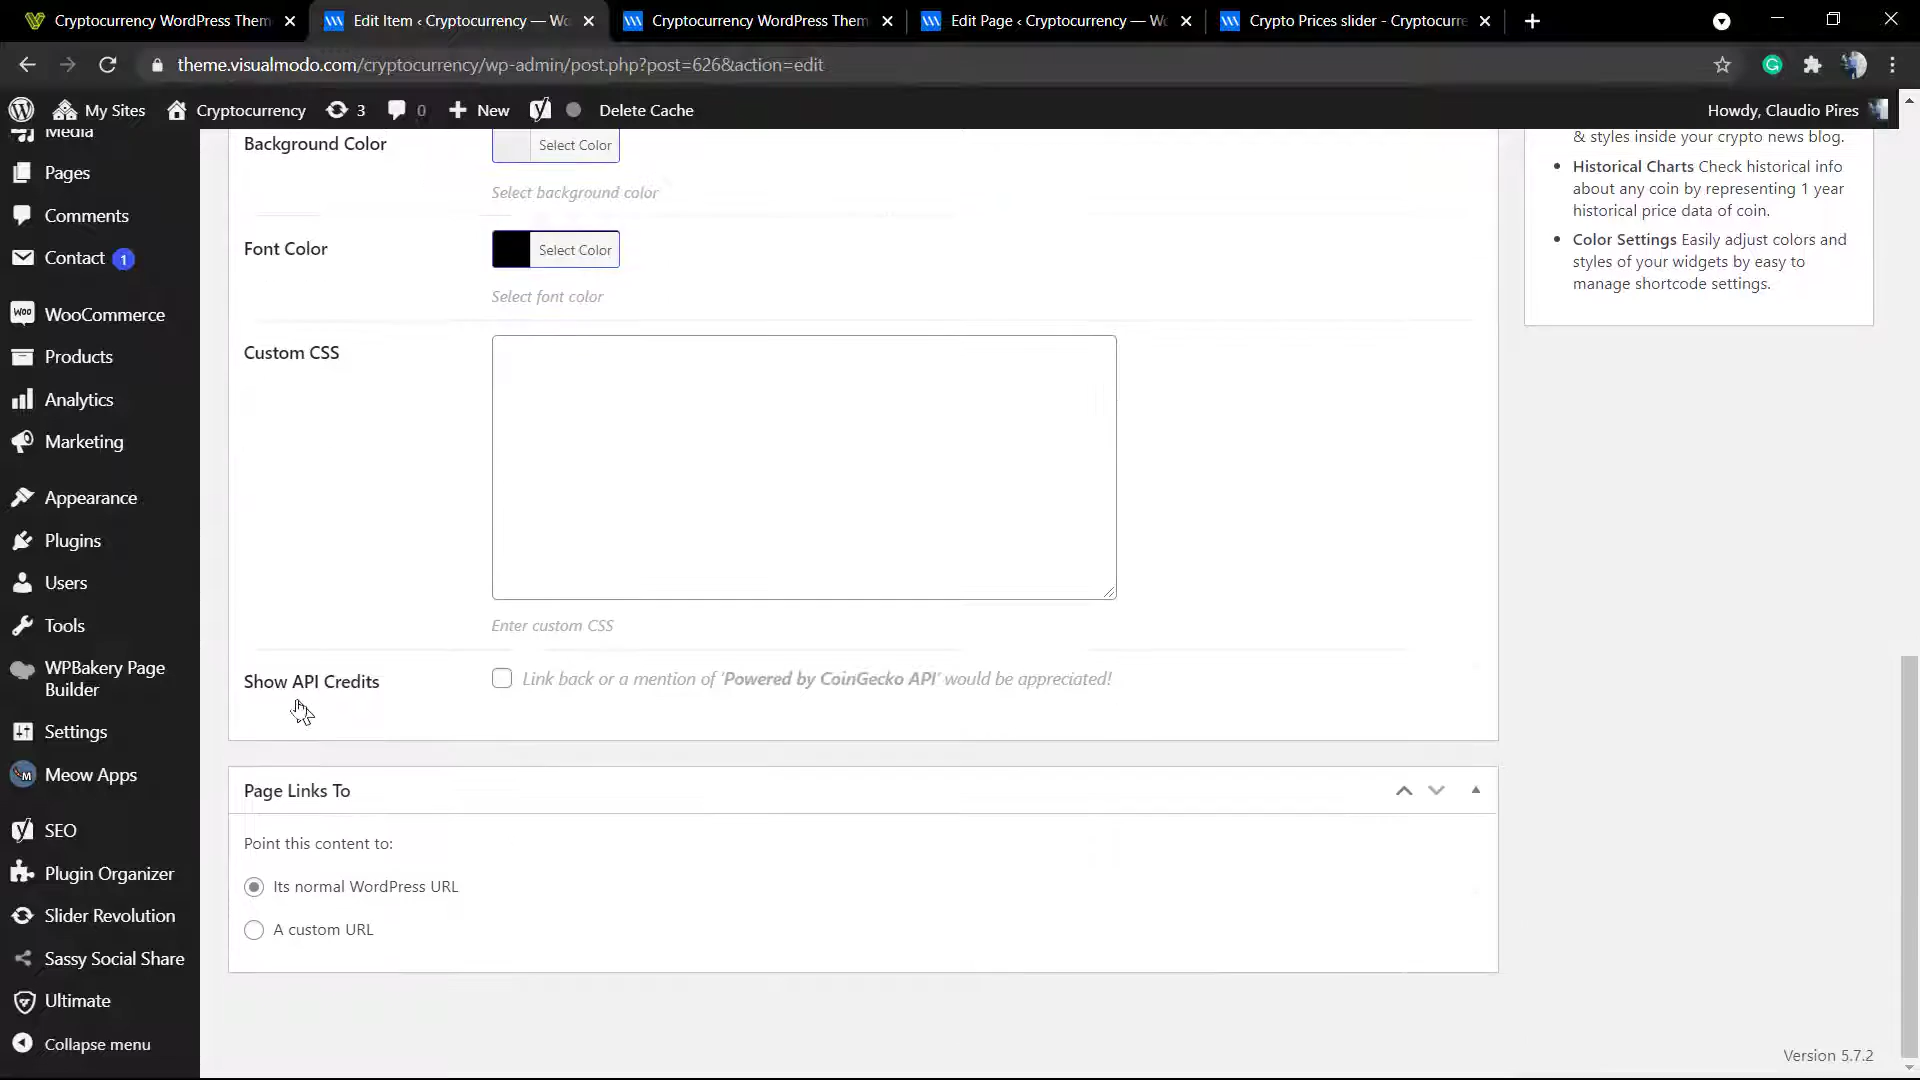 Cryptocurrency WordPress Them
Edit Item ‹ Cryptocurrency — Wo
Cryptocurrency WordPress Them
Edit Page ‹ Cryptocurrency — Wo
Crypto Prices slider - Cryptocurre
theme.visualmodo.com/cryptocurrency/wp-admin/post.php?post=626&action=edit
My Sites
Cryptocurrency
3
0
New
Delete Cache
Howdy, Claudio Pires
Media
Pages
Comments
Contact 1
WooCommerce
Products
Analytics
Marketing
Appearance
Plugins
Users
Tools
WPBakery Page
Builder
Settings
Meow Apps
SEO
Plugin Organizer
Slider Revolution
Sassy Social Share
Ultimate
Collapse menu
Background Color
Select Color
Select background color
Font Color
Select Color
Select font color
Custom CSS
Enter custom CSS
Show API Credits
Link back or a mention of 'Powered by CoinGecko API' would be appreciated!
Page Links To
Point this content to:
Its normal WordPress URL
A custom URL
& styles inside your crypto news blog.
Historical Charts Check historical info
about any coin by representing 1 year
historical price data of coin.
Color Settings Easily adjust colors and
styles of your widgets by easy to
manage shortcode settings.
Version 5.7.2